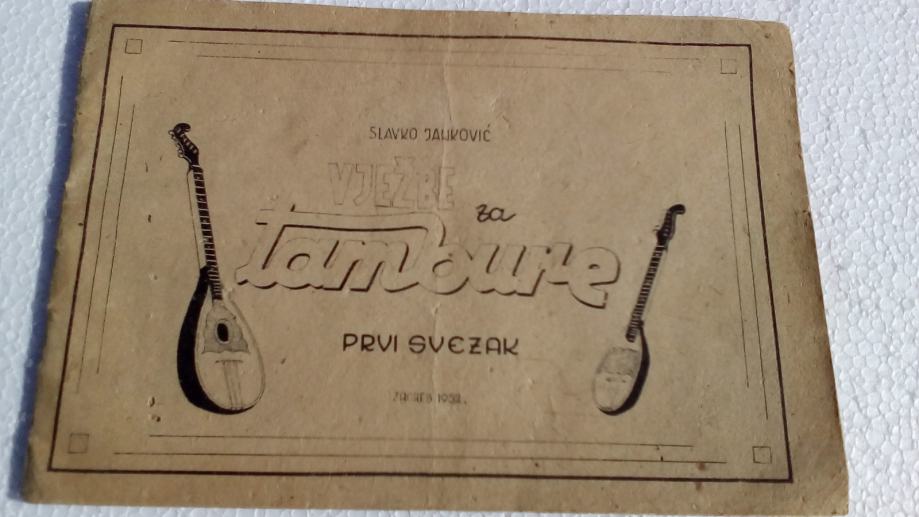 SLAVKO JANKOVIĆ
VJEŽBE
za
tambure
PRVI SVEZAK
ZAGREB